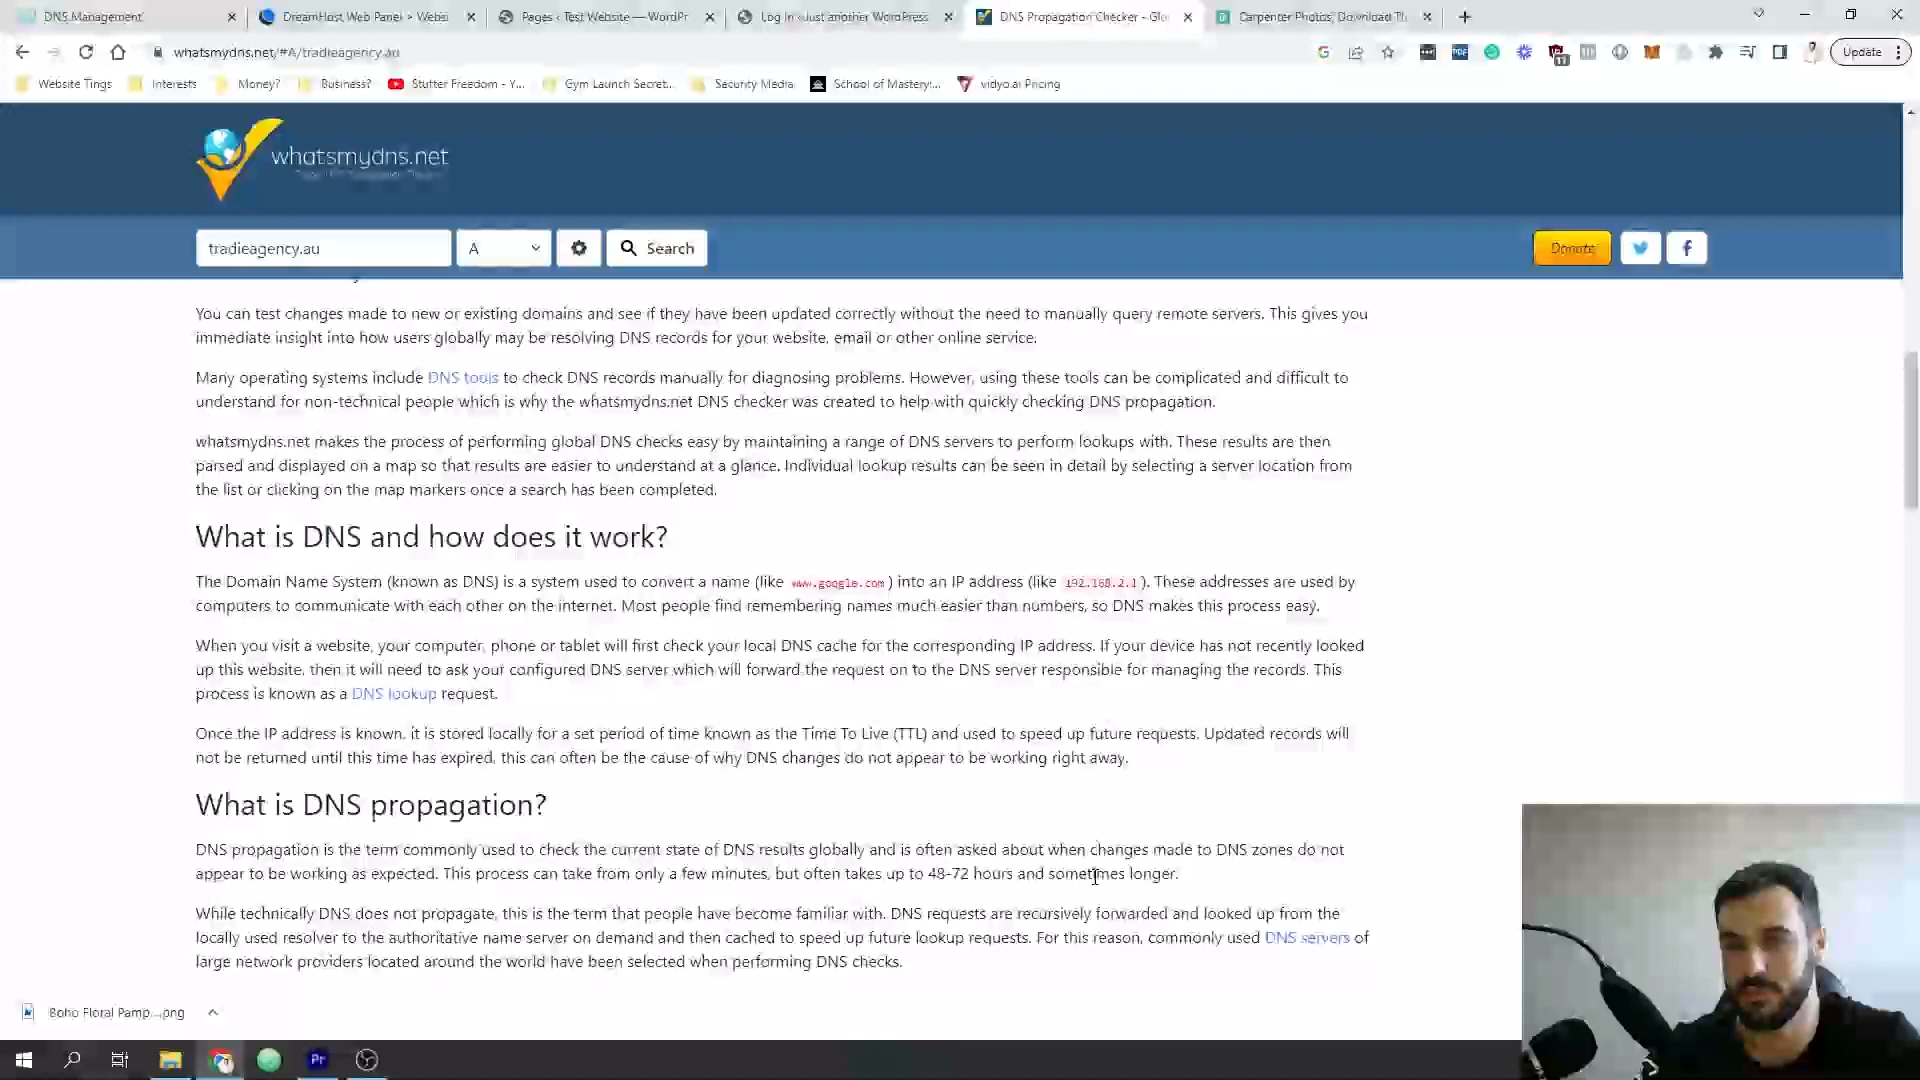 DNS Management
DreamHost Web Panel > Websi
Pages ‹ Test Website — WordPr
Log In ‹ Just another WordPress
DNS Propagation Checker - Glo
Carpenter Photos, Download Th
whatsmydns.net/#A/tradieagency.au
Update
Website Tings
Interests
Money?
Business?
Stutter Freedom - Y...
Gym Launch Secret...
Security Media
School of Mastery:...
vidyo.ai Pricing
whatsmydns.net
tradieagency.au
A
Search
Donate
You can test changes made to new or existing domains and see if they have been updated correctly without the need to manually query remote servers. This gives you
immediate insight into how users globally may be resolving DNS records for your website, email or other online service.
Many operating systems include DNS tools to check DNS records manually for diagnosing problems. However, using these tools can be complicated and difficult to
understand for non-technical people which is why the whatsmydns.net DNS checker was created to help with quickly checking DNS propagation.
whatsmydns.net makes the process of performing global DNS checks easy by maintaining a range of DNS servers to perform lookups with. These results are then
parsed and displayed on a map so that results are easier to understand at a glance. Individual lookup results can be seen in detail by selecting a server location from
the list or clicking on the map markers once a search has been completed.
What is DNS and how does it work?
The Domain Name System (known as DNS) is a system used to convert a name (like www.google.com) into an IP address (like 192.168.2.1). These addresses are used by
computers to communicate with each other on the internet. Most people find remembering names much easier than numbers, so DNS makes this process easy.
When you visit a website, your computer, phone or tablet will first check your local DNS cache for the corresponding IP address. If your device has not recently looked
up this website, then it will need to ask your configured DNS server which will forward the request on to the DNS server responsible for managing the records. This
process is known as a DNS lookup request.
Once the IP address is known, it is stored locally for a set period of time known as the Time To Live (TTL) and used to speed up future requests. Updated records will
not be returned until this time has expired, this can often be the cause of why DNS changes do not appear to be working right away.
What is DNS propagation?
DNS propagation is the term commonly used to check the current state of DNS results globally and is often asked about when changes made to DNS zones do not
appear to be working as expected. This process can take from only a few minutes, but often takes up to 48-72 hours and sometimes longer.
While technically DNS does not propagate, this is the term that people have become familiar with. DNS requests are recursively forwarded and looked up from the
locally used resolver to the authoritative name server on demand and then cached to speed up future lookup requests. For this reason, commonly used DNS servers of
large network providers located around the world have been selected when performing DNS checks.
Boho Floral Pamp....png
Pr